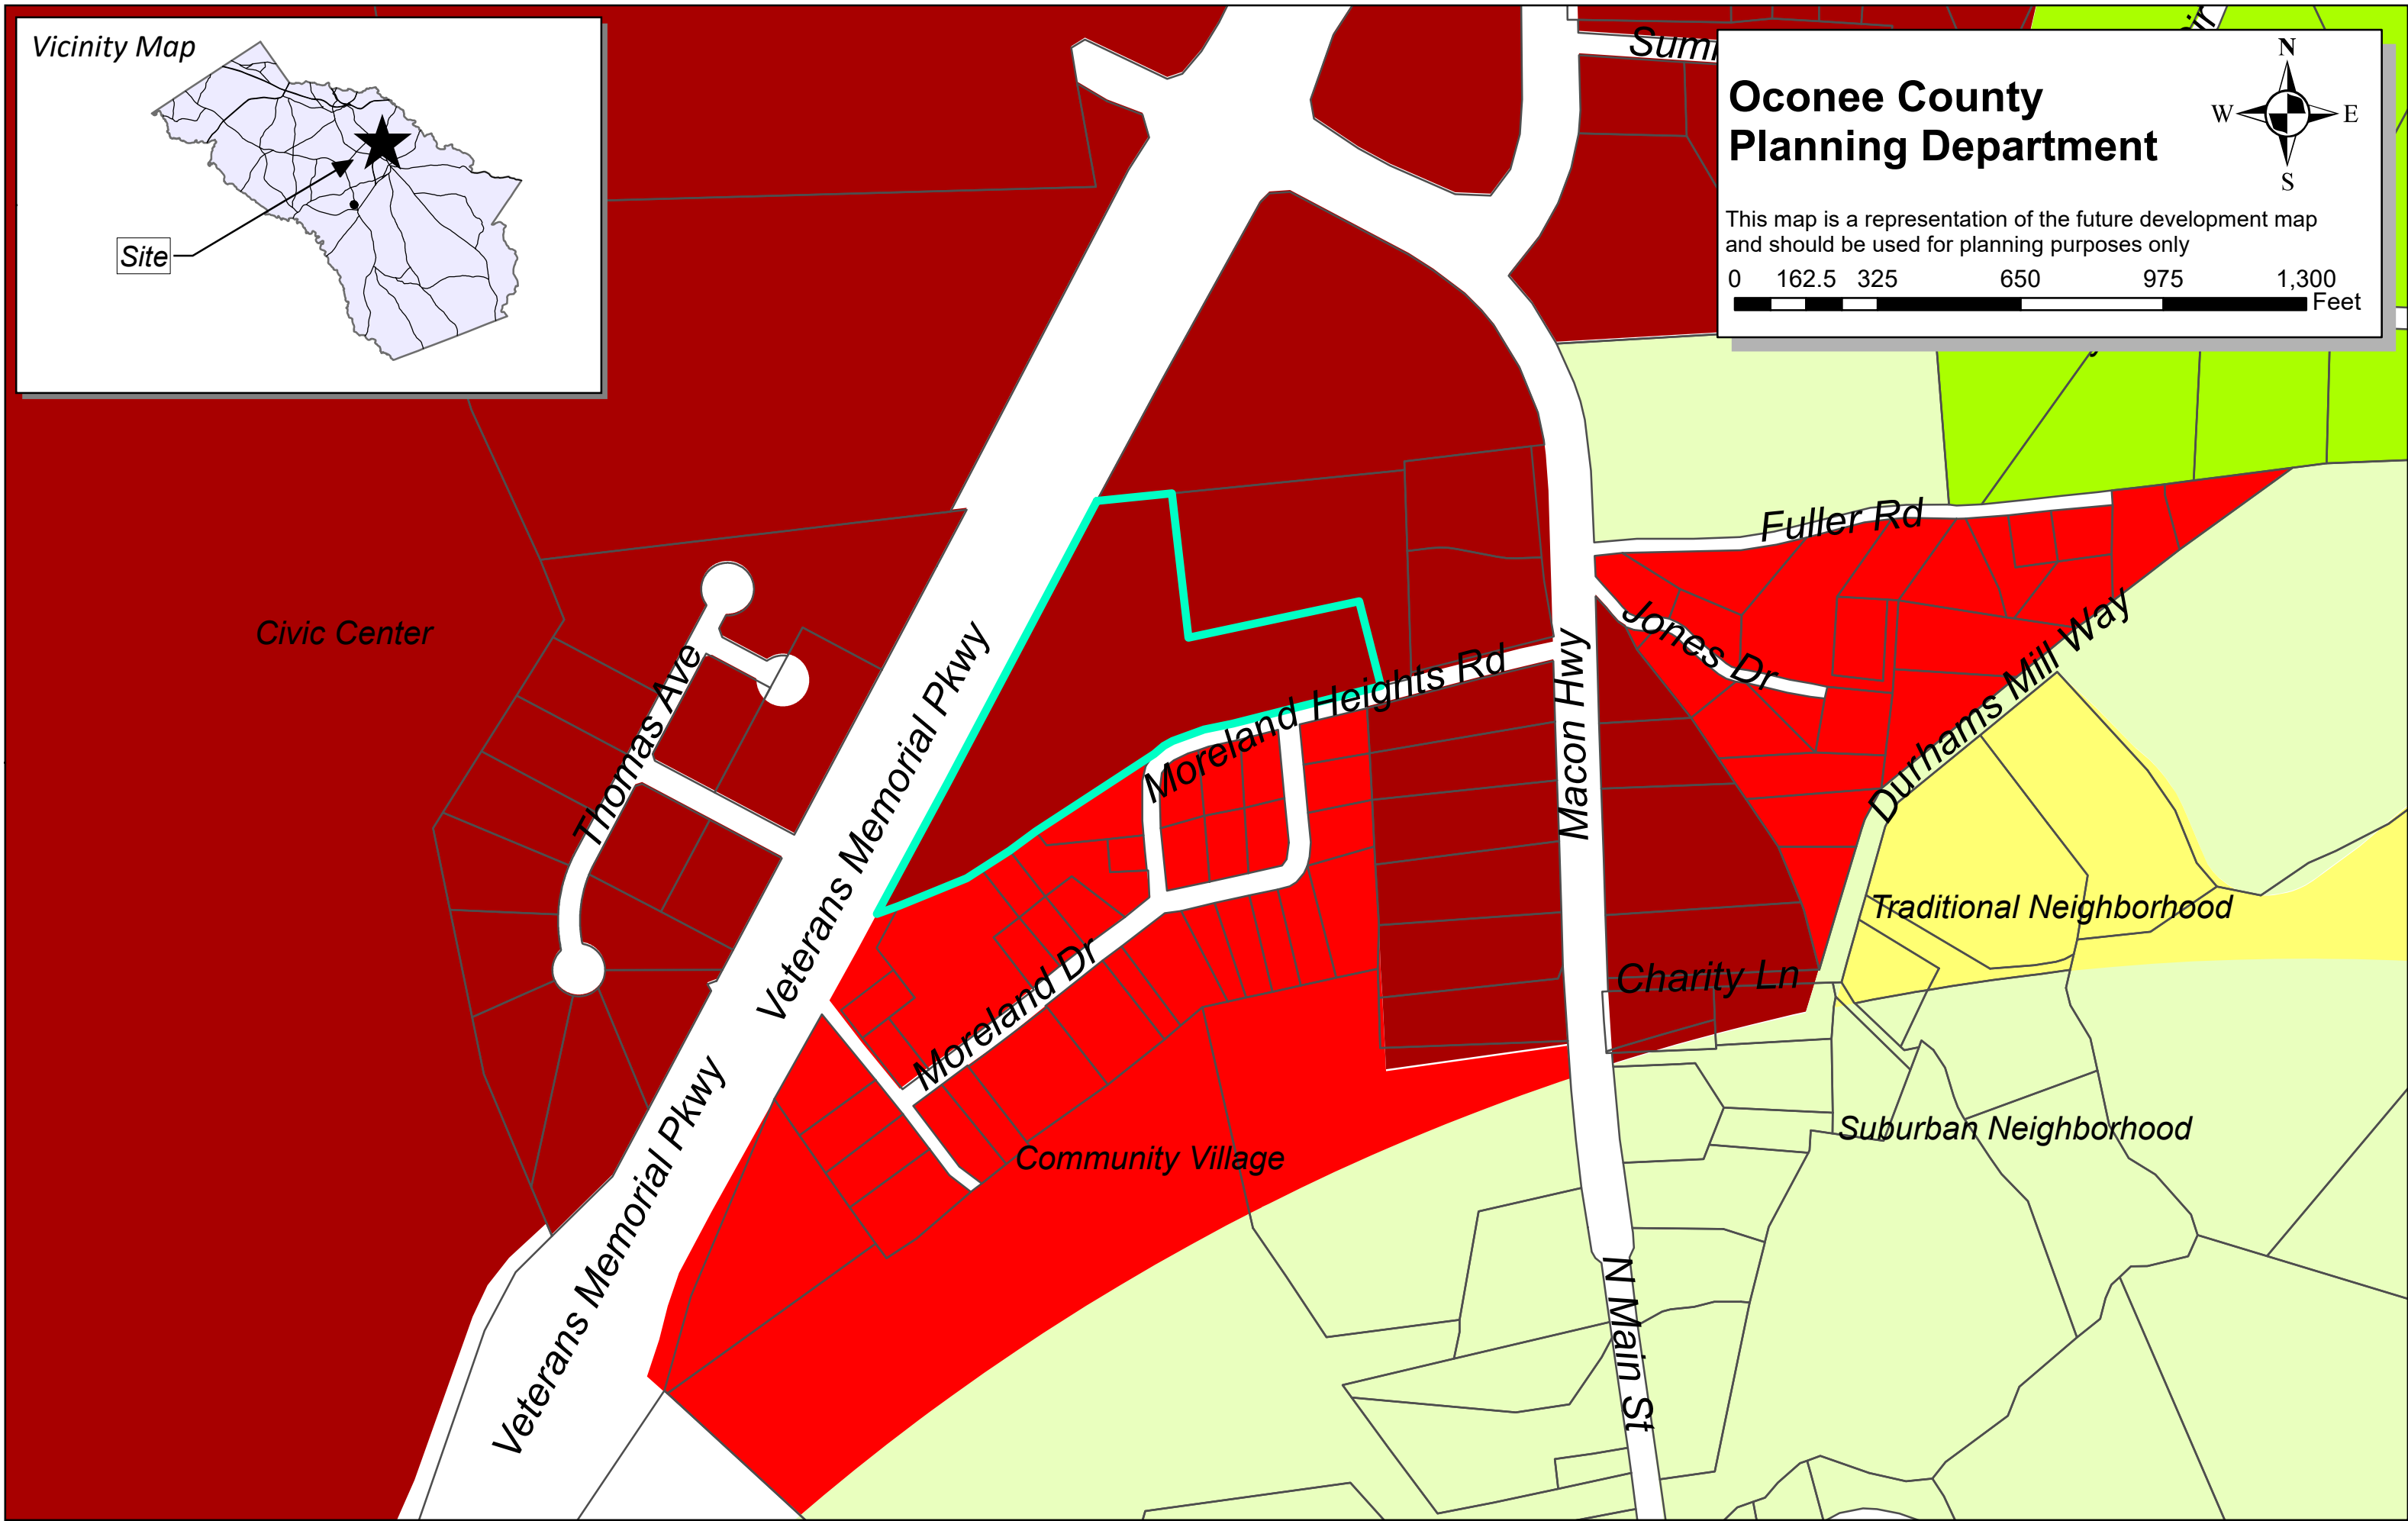 Vicinity Map
Site
Oconee County
Planning Department
N
W
E
S
This map is a representation of the future development map
and should be used for planning purposes only
0 162.5 325 650 975 1,300
Feet
Civic Center
Thomas Ave
Veterans Memorial Pkwy
Veterans Memorial Pkwy
Moreland Heights Rd
Moreland Dr
Macon Hwy
Fuller Rd
Jones Dr
Durhams Mill Way
Traditional Neighborhood
Charity Ln
Suburban Neighborhood
Community Village
N Main St